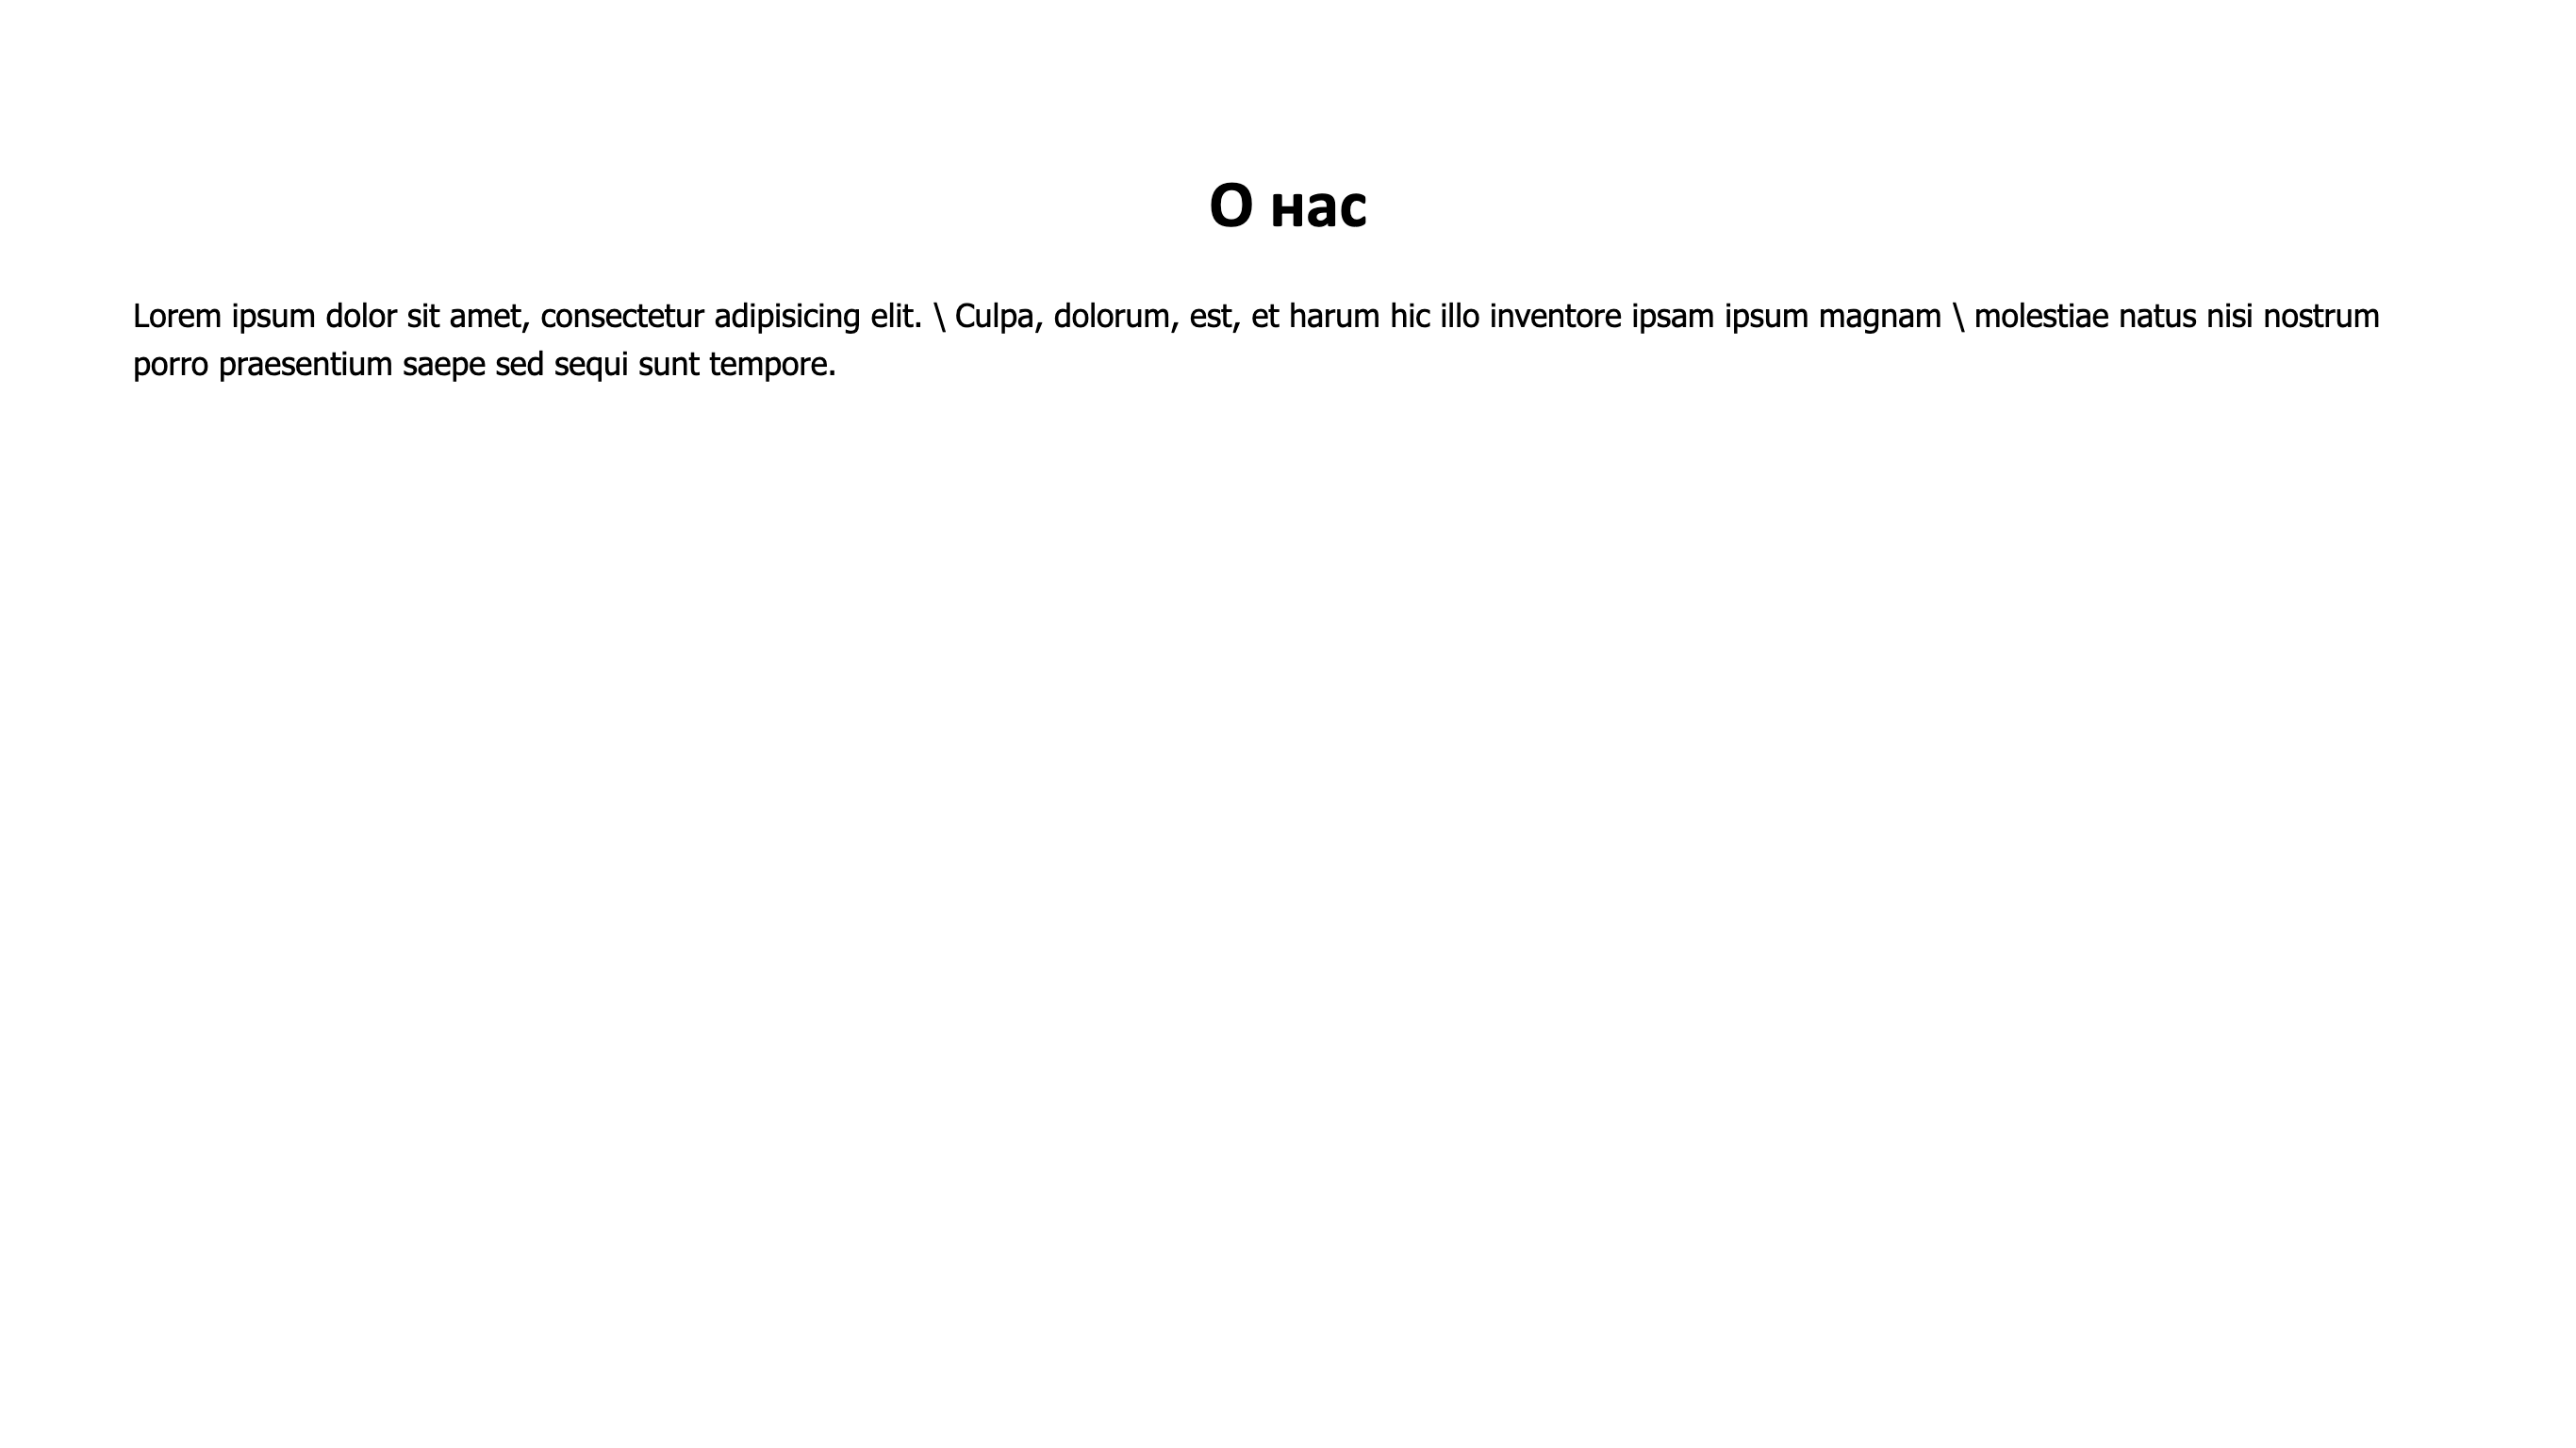 О нас
Lorem ipsum dolor sit amet, consectetur adipisicing elit. \ Culpa, dolorum, est, et harum hic illo inventore ipsam ipsum magnam \ molestiae natus nisi nostrum
porro praesentium saepe sed sequi sunt tempore.